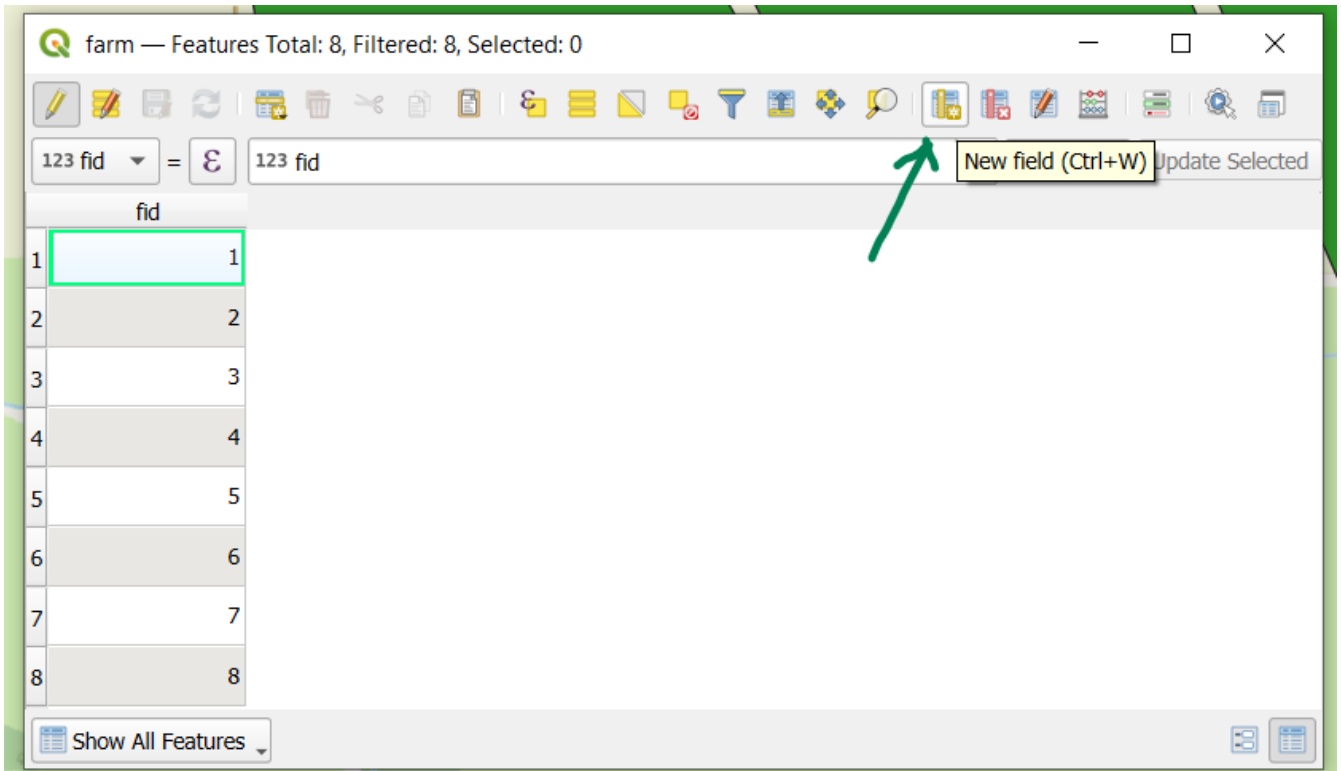 farm — Features Total: 8, Filtered: 8, Selected: 0
123 fid = ε 123 fid
New field (Ctrl+W) Update Selected
fid
1 1
2 2
3 3
4 4
5 5
6 6
7 7
8 8
Show All Features